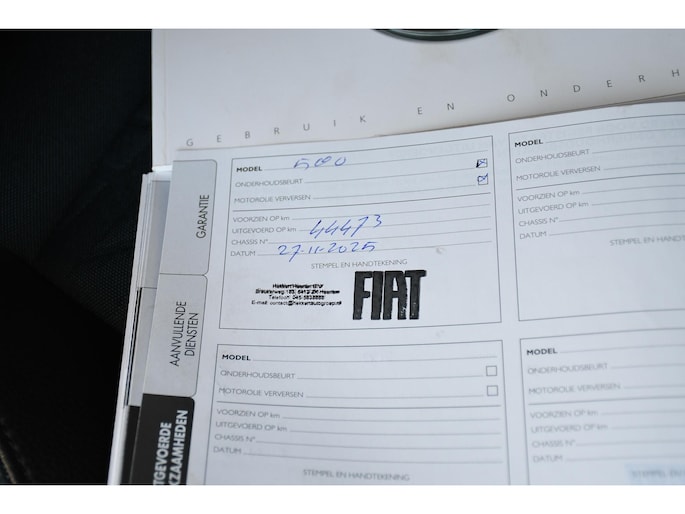 GEBRUIK EN ONDERH
GARANTIE
AANVULLENDE
DIENSTEN
MODEL 500
ONDERHOUDSBEURT
MOTOROLIE VERVERSEN
VOORZIEN OP km
UITGEVOERD OP km 44473
CHASSIS N°
DATUM 27-11-2025
STEMPEL EN HANDTEKENING
FIAT
MODEL
ONDERHOUDSBEURT
MOTOROLIE VERVERSEN
VOORZIEN OP km
UITGEVOERD OP km
CHASSIS N°
DATUM
STEMPEL EN HANDTEKENING
MODEL
ONDERHOUDSBEURT
MOTOROLIE VERVERSEN
VOORZIEN OP km
UITGEVOERD OP km
CHASSIS N°
DATUM
STEMPEL EN HAND
MODEL
ONDERHOUDSBEURT
MOTOROLIE VERVERSEN
VOORZIEN OP km
UITGEVOERD OP km
CHASSIS N°
DATUM
STEMPEL EN